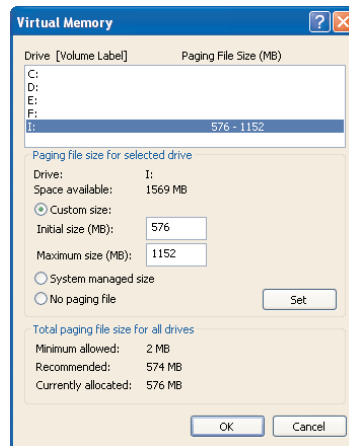 Virtual Memory
Drive [Volume Label] Paging File Size (MB)
C:
D:
E:
F:
I: 576 - 1152
Paging file size for selected drive
Drive: I:
Space available: 1569 MB
Custom size:
Initial size (MB): 576
Maximum size (MB): 1152
System managed size
No paging file Set
Total paging file size for all drives
Minimum allowed: 2 MB
Recommended: 574 MB
Currently allocated: 576 MB
OK Cancel